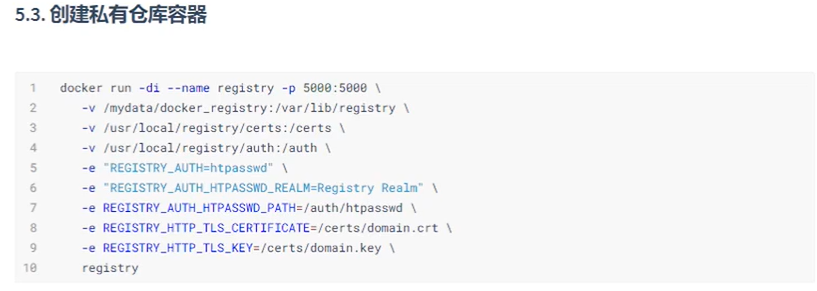 5.3. 创建私有仓库容器
1 docker run -di --name registry -p 5000:5000 \
2 -v /mydata/docker_registry:/var/lib/registry \
3 -v /usr/local/registry/certs:/certs \
4 -v /usr/local/registry/auth:/auth \
5 -e "REGISTRY_AUTH=htpasswd" \
6 -e "REGISTRY_AUTH_HTPASSWD_REALM=Registry Realm" \
7 -e REGISTRY_AUTH_HTPASSWD_PATH=/auth/htpasswd \
8 -e REGISTRY_HTTP_TLS_CERTIFICATE=/certs/domain.crt \
9 -e REGISTRY_HTTP_TLS_KEY=/certs/domain.key \
10 registry